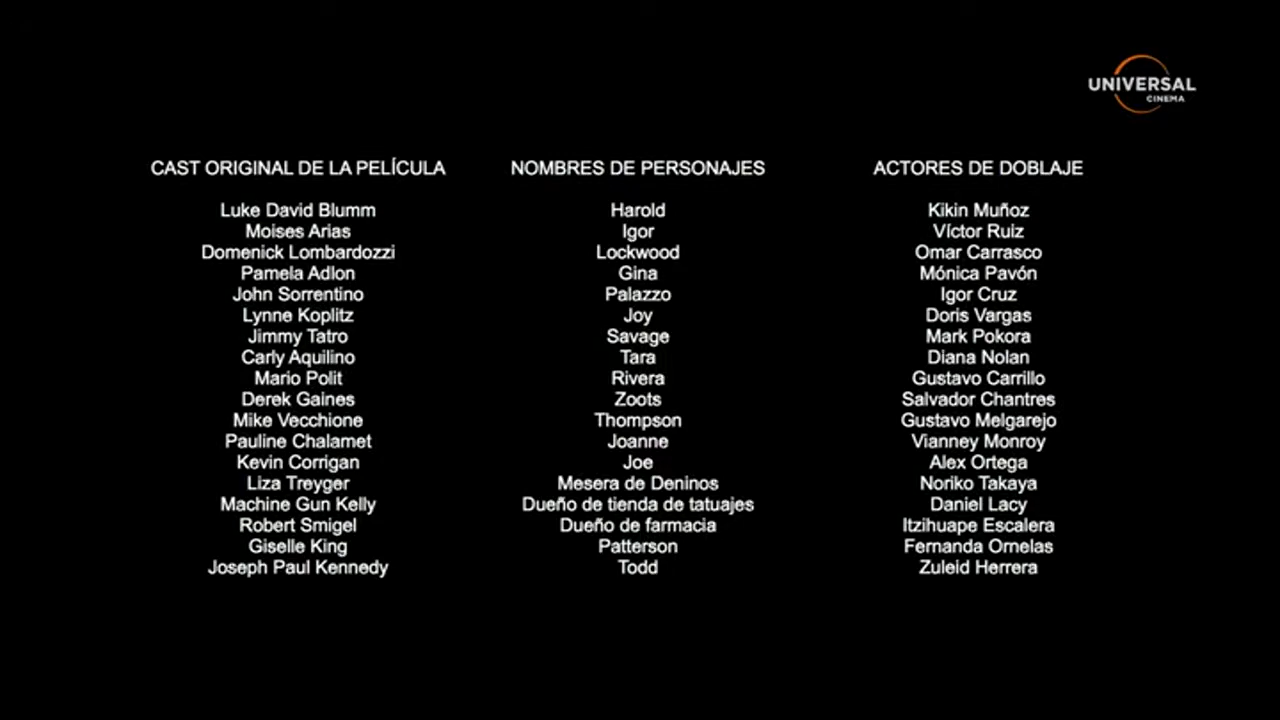 UNIVERSAL
CINEMA
CAST ORIGINAL DE LA PELÍCULA NOMBRES DE PERSONAJES ACTORES DE DOBLAJE
Luke David Blumm Harold Kikin Muñoz
Moises Arias Igor Víctor Ruiz
Domenick Lombardozzi Lockwood Omar Carrasco
Pamela Adlon Gina Mónica Pavón
John Sorrentino Palazzo Igor Cruz
Lynne Koplitz Joy Doris Vargas
Jimmy Tatro Savage Mark Pokora
Carly Aquilino Tara Diana Nolan
Mario Polit Rivera Gustavo Carrillo
Derek Gaines Zoots Salvador Chantres
Mike Vecchione Thompson Gustavo Melgarejo
Pauline Chalamet Joanne Vianney Monroy
Kevin Corrigan Joe Alex Ortega
Liza Treyger Mesera de Deninos Noriko Takaya
Machine Gun Kelly Dueño de tienda de tatuajes Daniel Lacy
Robert Smigel Dueño de farmacia Itzihuape Escalera
Giselle King Patterson Fernanda Ornelas
Joseph Paul Kennedy Todd Zuleid Herrera